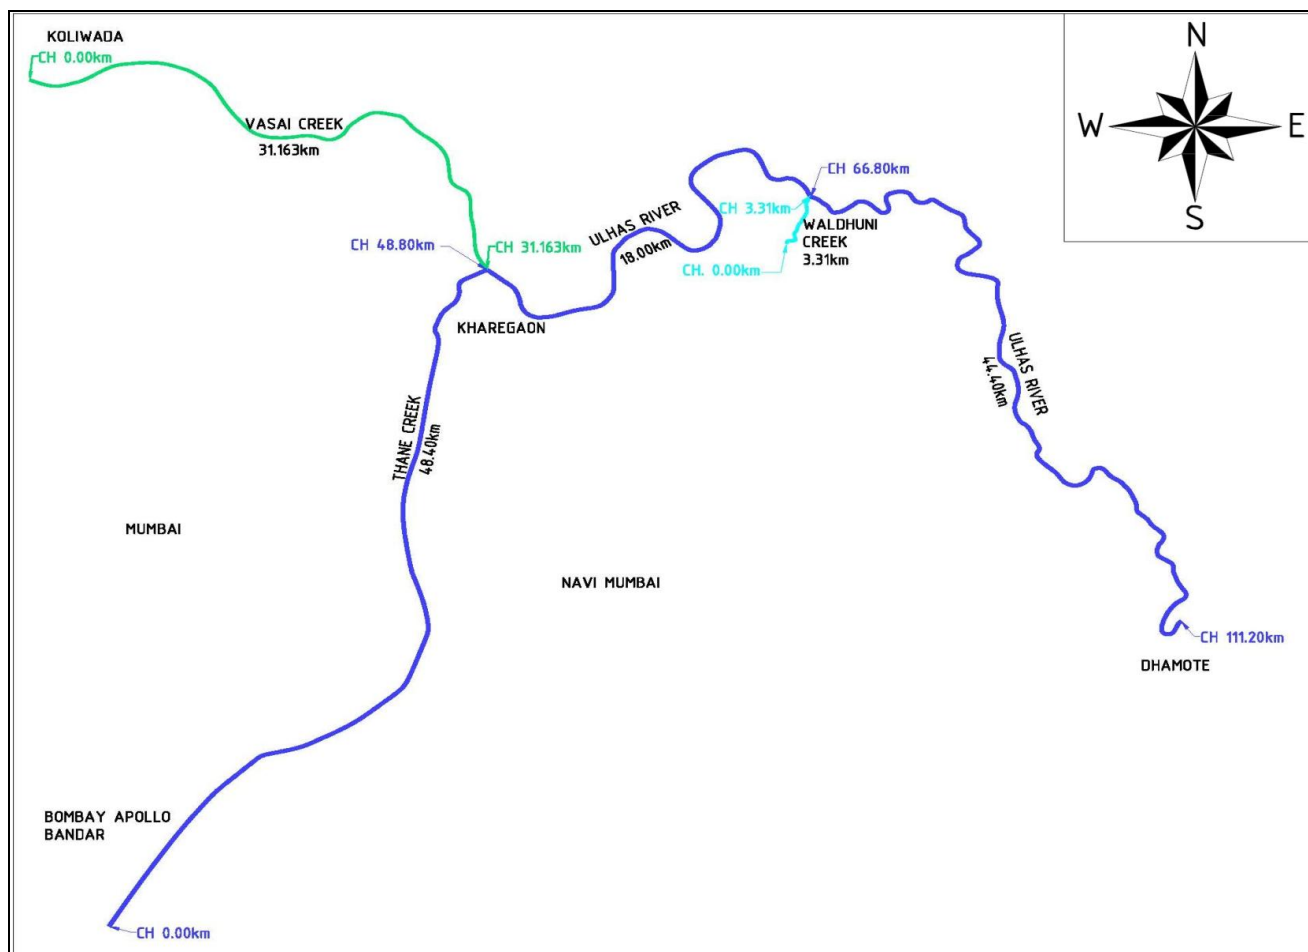 KOLIWADA
CH 0.00km
N
W
E
S
VASAI CREEK
31.163km
CH 66.80km
CH 3.31km
WALDHUNI
CREEK
3.31km
ULHAS RIVER
18.00km
CH 48.80km
CH 31.163km
CH. 0.00km
KHAREGAON
ULHAS RIVER
44.40km
THANE CREEK
48.40km
MUMBAI
NAVI MUMBAI
CH 111.20km
DHAMOTE
BOMBAY APOLLO
BANDAR
CH 0.00km